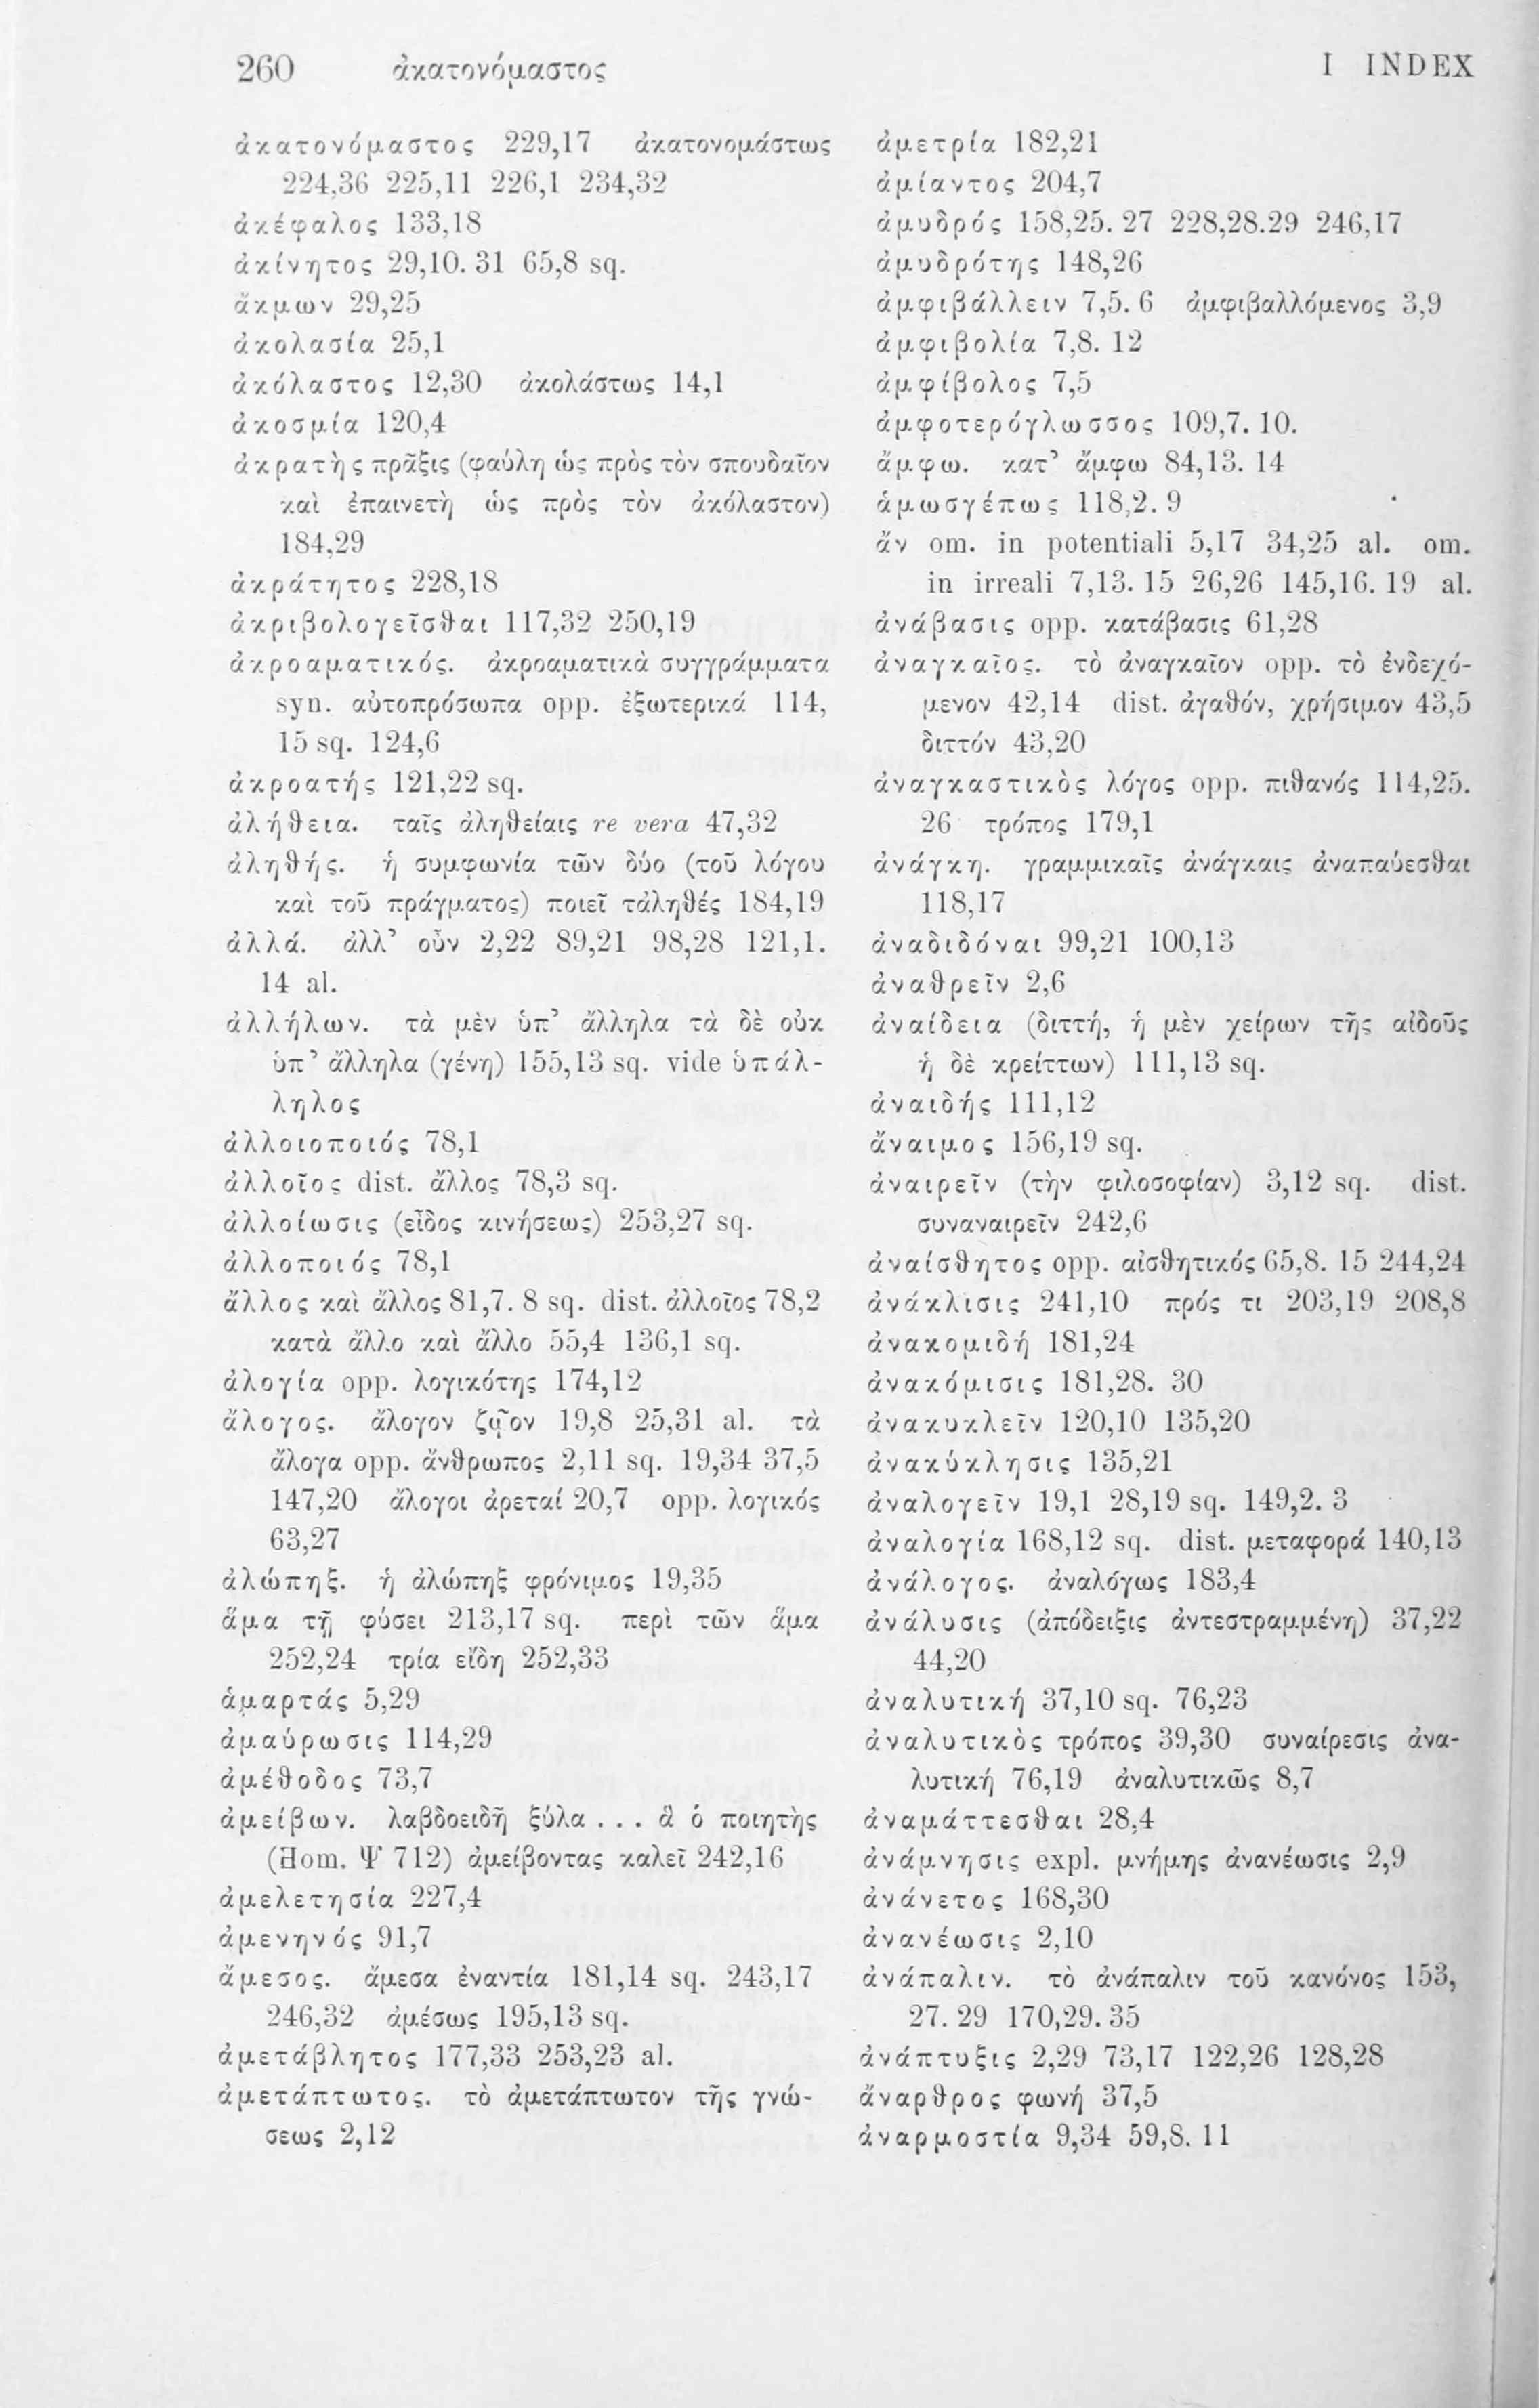 260 ἀκατονόμαστος I INDEX
ἀκατονόμαστος 229,17 ἀκατονομάστως
224,36 225,11 226,1 234,32
ἀκέφαλος 133,18
ἀκίνητος 29,10. 31 65,8 sq.
ἄκμων 29,25
ἀκολασία 25,1
ἀκόλαστος 12,30 ἀκολάστως 14,1
ἀκοσμία 120,4
ἀκρατὴς πρᾶξις (φαύλη ὡς πρὸς τὸν σπουδαῖον
καὶ ἐπαινετὴ ὡς πρὸς τὸν ἀκόλαστον)
184,29
ἀκράτητος 228,18
ἀκριβολογεῖσθαι 117,32 250,19
ἀκροαματικός. ἀκροαματικὰ συγγράμματα
syn. αὐτοπρόσωπα opp. ἐξωτερικά 114,
15 sq. 124,6
ἀκροατής 121,22 sq.
ἀλήθεια. ταῖς ἀληθείαις re vera 47,32
ἀληθής. ἡ συμφωνία τῶν δύο (τοῦ λόγου
καὶ τοῦ πράγματος) ποιεῖ τἀληθές 184,19
ἀλλά. ἀλλ’ οὖν 2,22 89,21 98,28 121,1.
14 al.
ἀλλήλων. τὰ μὲν ὑπ’ ἄλληλα τὰ δὲ οὐκ
ὑπ’ ἄλληλα (γένη) 155,13 sq. vide ὑπάλ-
ληλος
ἀλλοιοποιός 78,1
ἀλλοῖος dist. ἄλλος 78,3 sq.
ἀλλοίωσις (εἶδος κινήσεως) 253,27 sq.
ἀλλοποιός 78,1
ἄλλος καὶ ἄλλος 81,7. 8 sq. dist. ἀλλοῖος 78,2
κατὰ ἄλλο καὶ ἄλλο 55,4 136,1 sq.
ἀλογία opp. λογικότης 174,12
ἄλογος. ἄλογον ζῷον 19,8 25,31 al. τὰ
ἄλογα opp. ἄνθρωπος 2,11 sq. 19,34 37,5
147,20 ἄλογοι ἀρεταί 20,7 opp. λογικός
63,27
ἀλώπηξ. ἡ ἀλώπηξ φρόνιμος 19,35
ἅμα τῇ φύσει 213,17 sq. περὶ τῶν ἅμα
252,24 τρία εἴδη 252,33
ἁμαρτάς 5,29
ἀμαύρωσις 114,29
ἀμέθοδος 73,7
ἀμείβων. λαβδοειδῆ ξύλα ... ἃ ὁ ποιητὴς
(Hom. Ψ 712) ἀμείβοντας καλεῖ 242,16
ἀμελετησία 227,4
ἀμενηνός 91,7
ἄμεσος. ἄμεσα ἐναντία 181,14 sq. 243,17
246,32 ἀμέσως 195,13 sq.
ἀμετάβλητος 177,33 253,23 al.
ἀμετάπτωτος. τὸ ἀμετάπτωτον τῆς γνώ-
σεως 2,12
ἀμετρία 182,21
ἀμίαντος 204,7
ἀμυδρός 158,25. 27 228,28.29 246,17
ἀμυδρότης 148,26
ἀμφιβάλλειν 7,5. 6 ἀμφιβαλλόμενος 3,9
ἀμφιβολία 7,8. 12
ἀμφίβολος 7,5
ἀμφοτερόγλωσσος 109,7. 10.
ἄμφω. κατ’ ἄμφω 84,13. 14
ἁμωσγέπως 118,2. 9
ἄν om. in potentiali 5,17 34,25 al. om.
in irreali 7,13. 15 26,26 145,16. 19 al.
ἀνάβασις opp. κατάβασις 61,28
ἀναγκαῖος. τὸ ἀναγκαῖον opp. τὸ ἐνδεχό-
μενον 42,14 dist. ἀγαθόν, χρήσιμον 43,5
διττόν 43,20
ἀναγκαστικὸς λόγος opp. πιθανός 114,25.
26 τρόπος 179,1
ἀνάγκη. γραμμικαῖς ἀνάγκαις ἀναπαύεσθαι
118,17
ἀναδιδόναι 99,21 100,13
ἀναθρεῖν 2,6
ἀναίδεια (διττή, ἡ μὲν χείρων τῆς αἰδοῦς
ἡ δὲ κρείττων) 111,13 sq.
ἀναιδής 111,12
ἄναιμος 156,19 sq.
ἀναιρεῖν (τὴν φιλοσοφίαν) 3,12 sq. dist.
συναναιρεῖν 242,6
ἀναίσθητος opp. αἰσθητικός 65,8. 15 244,24
ἀνάκλισις 241,10 πρός τι 203,19 208,8
ἀνακομιδή 181,24
ἀνακόμισις 181,28. 30
ἀνακυκλεῖν 120,10 135,20
ἀνακύκλησις 135,21
ἀναλογεῖν 19,1 28,19 sq. 149,2. 3
ἀναλογία 168,12 sq. dist. μεταφορά 140,13
ἀνάλογος. ἀναλόγως 183,4
ἀνάλυσις (ἀπόδειξις ἀντεστραμμένη) 37,22
44,20
ἀναλυτική 37,10 sq. 76,23
ἀναλυτικὸς τρόπος 39,30 συναίρεσις ἀνα-
λυτική 76,19 ἀναλυτικῶς 8,7
ἀναμάττεσθαι 28,4
ἀνάμνησις expl. μνήμης ἀνανέωσις 2,9
ἀνάνετος 168,30
ἀνανέωσις 2,10
ἀνάπαλιν. τὸ ἀνάπαλιν τοῦ κανόνος 153,
27. 29 170,29. 35
ἀνάπτυξις 2,29 73,17 122,26 128,28
ἄναρθρος φωνή 37,5
ἀναρμοστία 9,34 59,8. 11